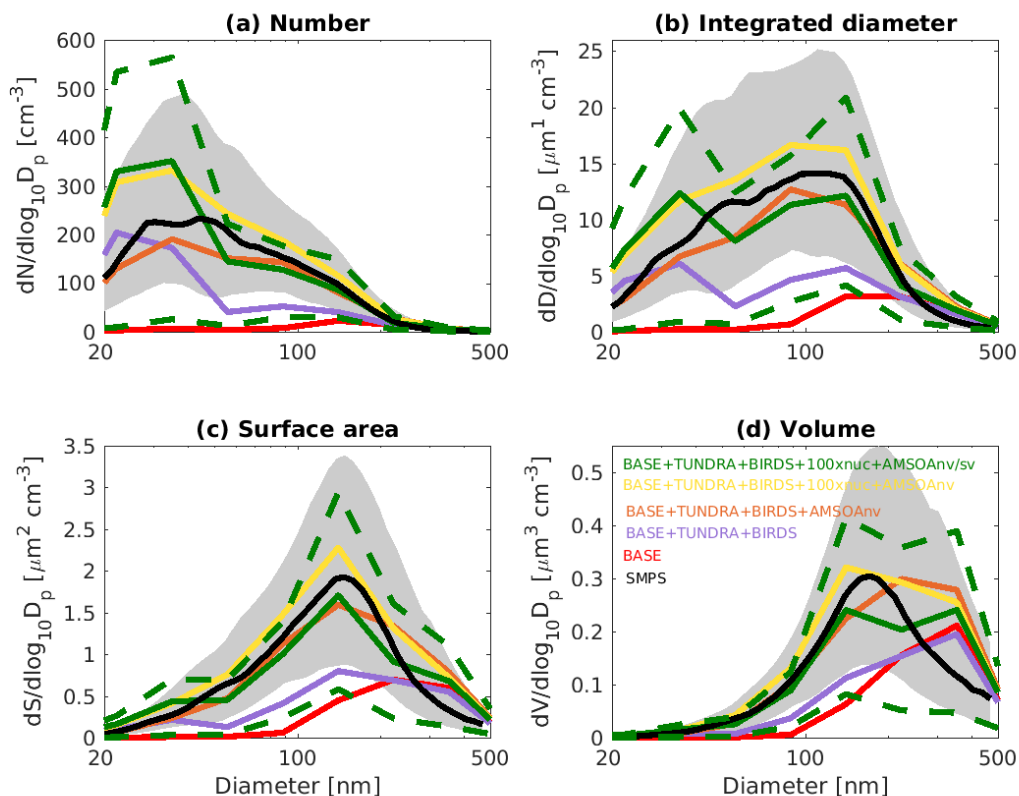 (a) Number
600
500
400
300
200
100
0
dN/dlog10Dp [cm-3]
20
100
500
(b) Integrated diameter
25
20
15
10
5
0
dD/dlog10Dp [μm1 cm-3]
20
100
500
(c) Surface area
3.5
3
2.5
2
1.5
1
0.5
0
dS/dlog10Dp [μm2 cm-3]
20
100
500
Diameter [nm]
(d) Volume
0.5
0.4
0.3
0.2
0.1
0
dV/dlog10Dp [μm3 cm-3]
BASE+TUNDRA+BIRDS+100xnuc+AMSOAnv/sv
BASE+TUNDRA+BIRDS+100xnuc+AMSOAnv
BASE+TUNDRA+BIRDS+AMSOAnv
BASE+TUNDRA+BIRDS
BASE
SMPS
20
100
500
Diameter [nm]